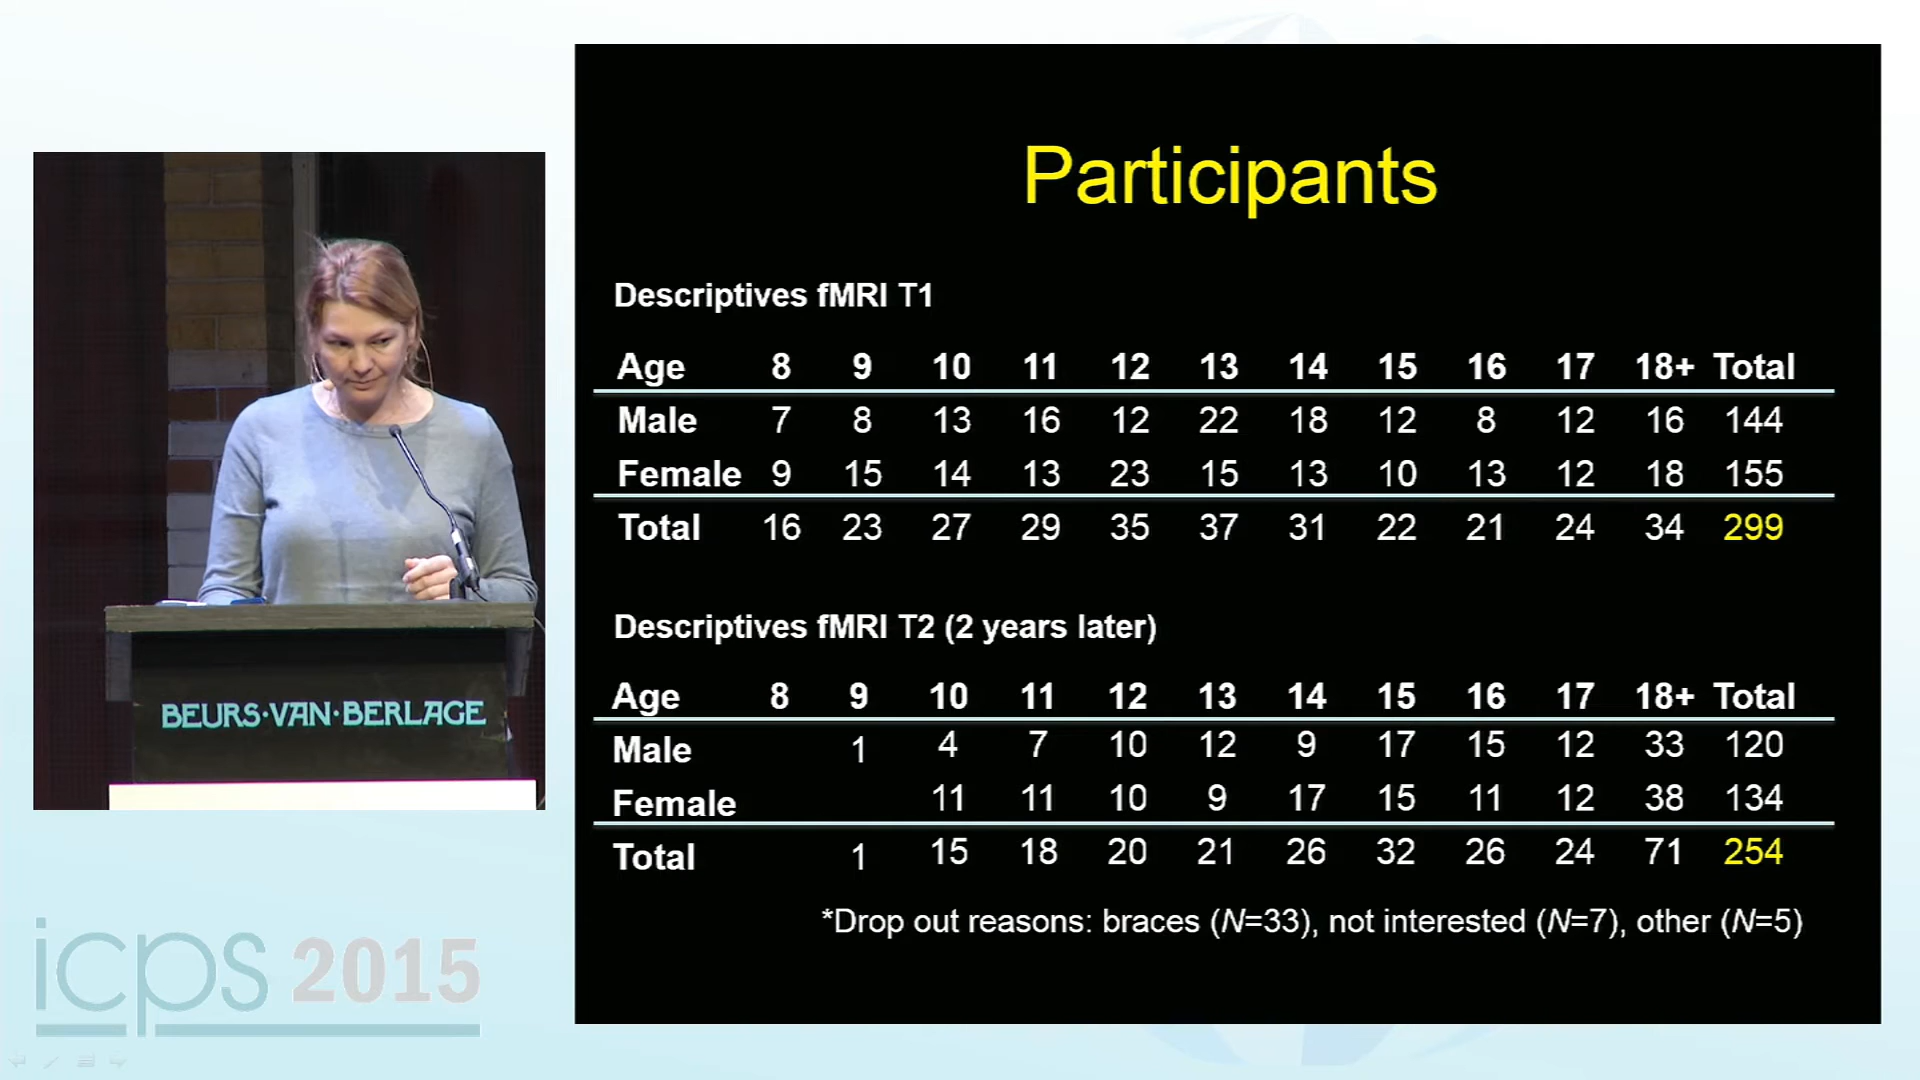 Participants
Descriptives fMRI T1
Age 8 9 10 11 12 13 14 15 16 17 18+ Total
Male 7 8 13 16 12 22 18 12 8 12 16 144
Female 9 15 14 13 23 15 13 10 13 12 18 155
Total 16 23 27 29 35 37 31 22 21 24 34 299
Descriptives fMRI T2 (2 years later)
Age 8 9 10 11 12 13 14 15 16 17 18+ Total
Male 1 4 7 10 12 9 17 15 12 33 120
Female 11 11 10 9 17 15 11 12 38 134
Total 1 15 18 20 21 26 32 26 24 71 254
*Drop out reasons: braces (N=33), not interested (N=7), other (N=5)
BEURS·VAN·BERLAGE
icps 2015